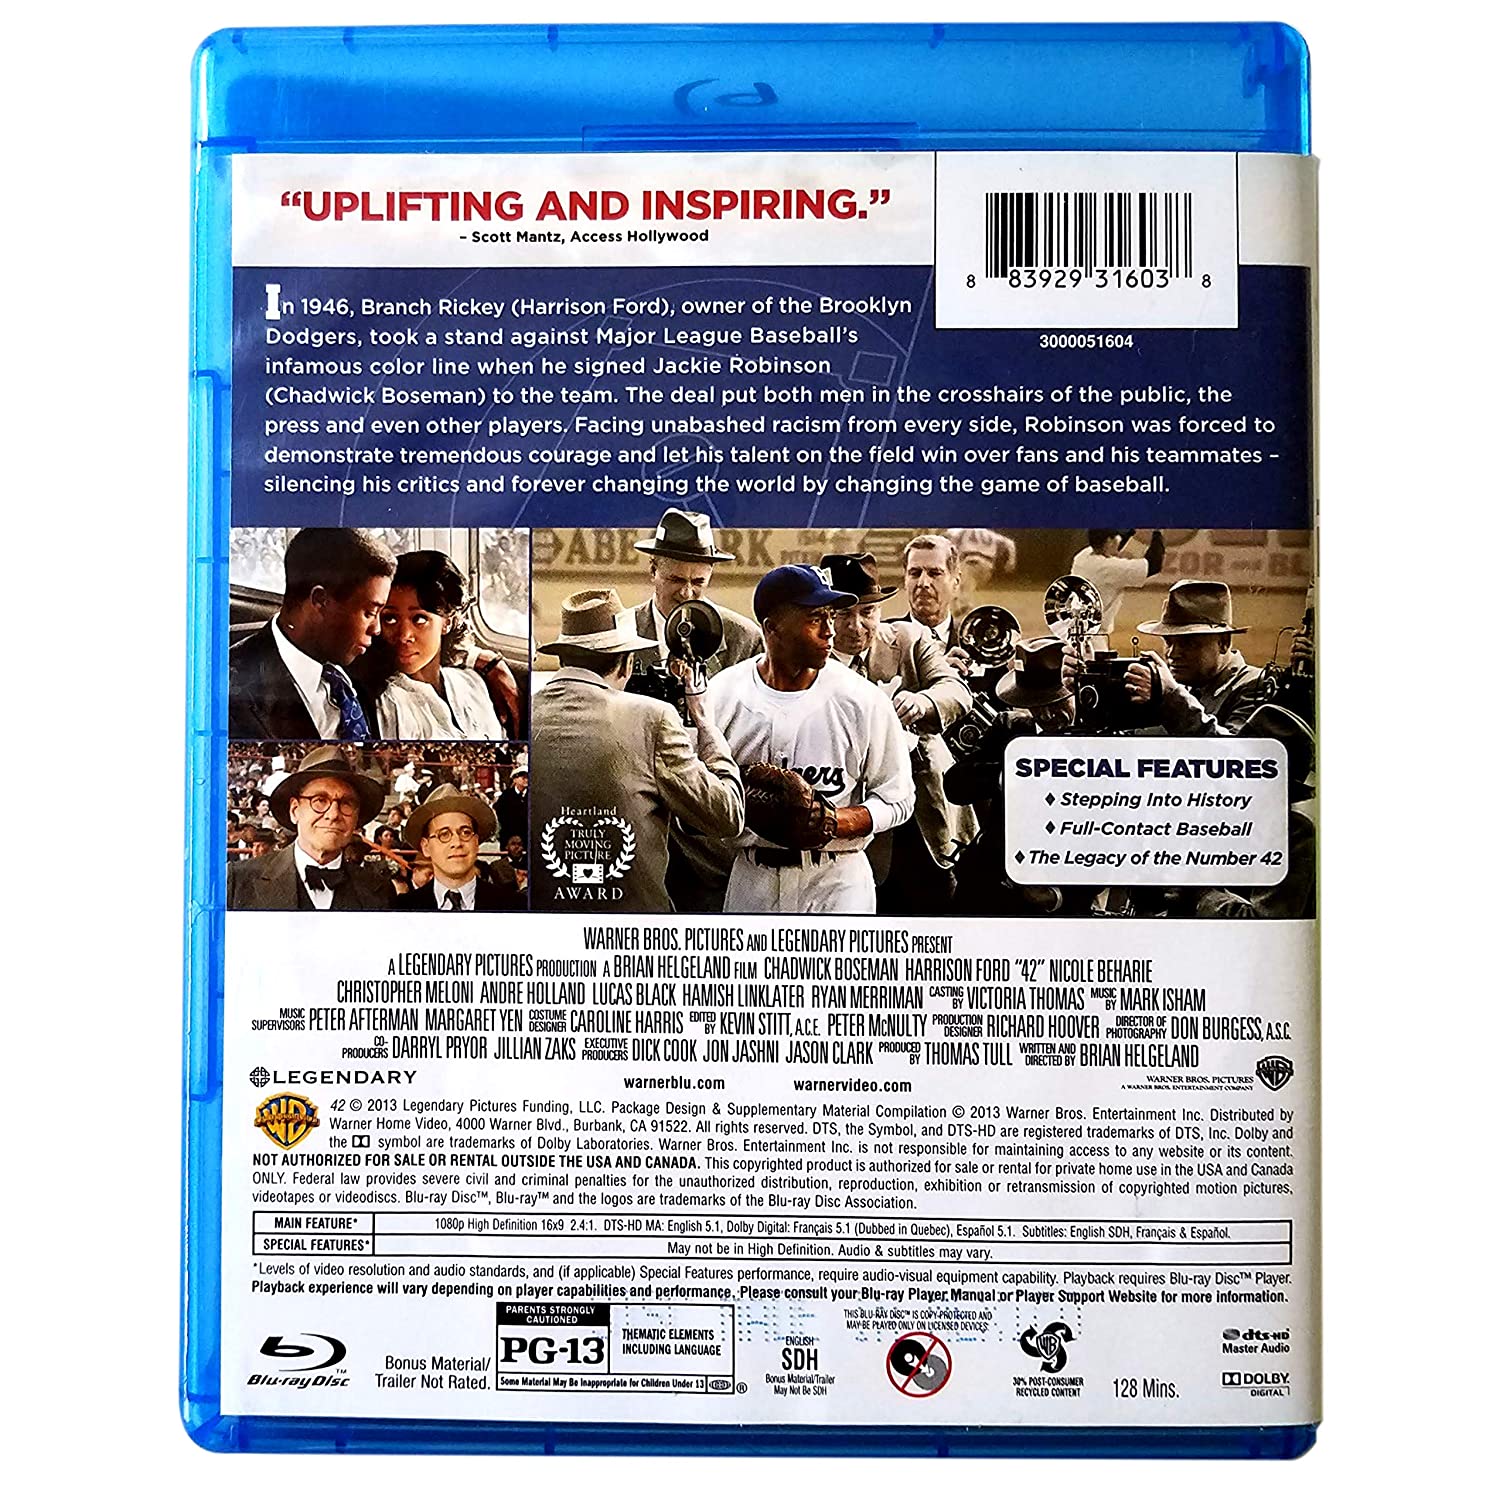 “UPLIFTING AND INSPIRING.”
– Scott Mantz, Access Hollywood
8 83929 31603 8
3000051604
In 1946, Branch Rickey (Harrison Ford), owner of the Brooklyn
Dodgers, took a stand against Major League Baseball’s
infamous color line when he signed Jackie Robinson
(Chadwick Boseman) to the team. The deal put both men in the crosshairs of the public, the
press and even other players. Facing unabashed racism from every side, Robinson was forced to
demonstrate tremendous courage and let his talent on the field win over fans and his teammates –
silencing his critics and forever changing the world by changing the game of baseball.
Heartland
TRULY
MOVING
PICTURE
AWARD
SPECIAL FEATURES
♦ Stepping Into History
♦ Full-Contact Baseball
♦ The Legacy of the Number 42
WARNER BROS. PICTURES AND LEGENDARY PICTURES PRESENT
A LEGENDARY PICTURES PRODUCTION A BRIAN HELGELAND FILM CHADWICK BOSEMAN HARRISON FORD "42" NICOLE BEHARIE
CHRISTOPHER MELONI ANDRE HOLLAND LUCAS BLACK HAMISH LINKLATER RYAN MERRIMAN CASTING BY VICTORIA THOMAS MUSIC BY MARK ISHAM
MUSIC SUPERVISORS PETER AFTERMAN MARGARET YEN COSTUME DESIGNER CAROLINE HARRIS EDITED BY KEVIN STITT, A.C.E. PETER McNULTY PRODUCTION DESIGNER RICHARD HOOVER DIRECTOR OF PHOTOGRAPHY DON BURGESS, A.S.C.
CO-PRODUCERS DARRYL PRYOR JILLIAN ZAKS EXECUTIVE PRODUCERS DICK COOK JON JASHNI JASON CLARK PRODUCED BY THOMAS TULL WRITTEN AND DIRECTED BY BRIAN HELGELAND
LEGENDARY
warnerblu.com
warnervideo.com
WARNER BROS. PICTURES
A WARNER BROS. ENTERTAINMENT COMPANY
42 © 2013 Legendary Pictures Funding, LLC. Package Design & Supplementary Material Compilation © 2013 Warner Bros. Entertainment Inc. Distributed by
Warner Home Video, 4000 Warner Blvd., Burbank, CA 91522. All rights reserved. DTS, the Symbol, and DTS-HD are registered trademarks of DTS, Inc. Dolby and
the DD symbol are trademarks of Dolby Laboratories. Warner Bros. Entertainment Inc. is not responsible for maintaining access to any website or its content.
NOT AUTHORIZED FOR SALE OR RENTAL OUTSIDE THE USA AND CANADA. This copyrighted product is authorized for sale or rental for private home use in the USA and Canada
ONLY. Federal law provides severe civil and criminal penalties for the unauthorized distribution, reproduction, exhibition or retransmission of copyrighted motion pictures,
videotapes or videodiscs. Blu-ray Disc™, Blu-ray™ and the logos are trademarks of the Blu-ray Disc Association.
MAIN FEATURE* 1080p High Definition 16x9 2.4:1. DTS-HD MA: English 5.1, Dolby Digital: Français 5.1 (Dubbed in Quebec), Español 5.1. Subtitles: English SDH, Français & Español.
SPECIAL FEATURES* May not be in High Definition. Audio & subtitles may vary.
*Levels of video resolution and audio standards, and (if applicable) Special Features performance, require audio-visual equipment capability. Playback requires Blu-ray Disc™ Player.
Playback experience will vary depending on player capabilities and performance. Please consult your Blu-ray Player Manual or Player Support Website for more information.
Blu-ray Disc™
Bonus Material/
Trailer Not Rated.
PARENTS STRONGLY
CAUTIONED
PG-13
THEMATIC ELEMENTS
INCLUDING LANGUAGE
Some Material May Be Inappropriate for Children Under 13
®
ENGLISH
SDH
Bonus Material/Trailer
May Not Be SDH
THIS BLU-RAY DISC™ IS COPY-PROTECTED AND
MAY BE PLAYED ONLY ON LICENSED DEVICES.
30% POST-CONSUMER
RECYCLED CONTENT
128 Mins.
dts-HD
Master Audio
DOLBY
DIGITAL